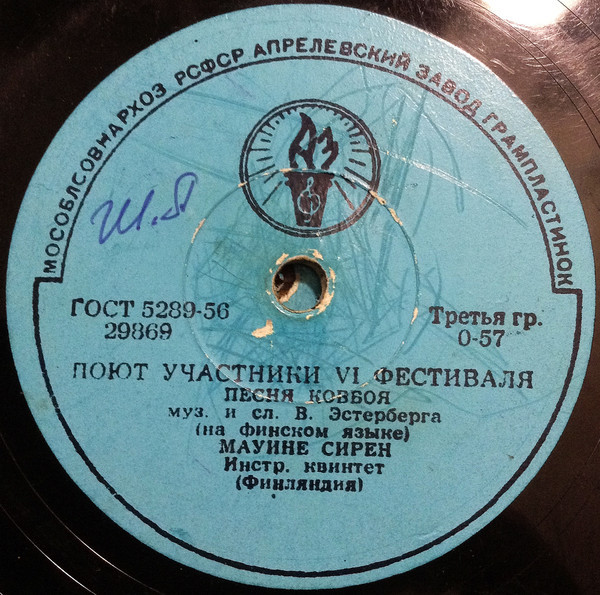 МОСОБЛСОВНАРХОЗ РСФСР АПРЕЛЕВСКИЙ ЗАВОД ГРАМПЛАСТИНОК
АЗ
Ш.Я
ГОСТ 5289-56
29869
Третья гр.
0-57
ПОЮТ УЧАСТНИКИ VI ФЕСТИВАЛЯ
ПЕСНЯ КОВБОЯ
муз. и сл. В. Эстерберга
(на финском языке)
МАУИНЕ СИРЕН
Инстр. квинтет
(Финляндия)